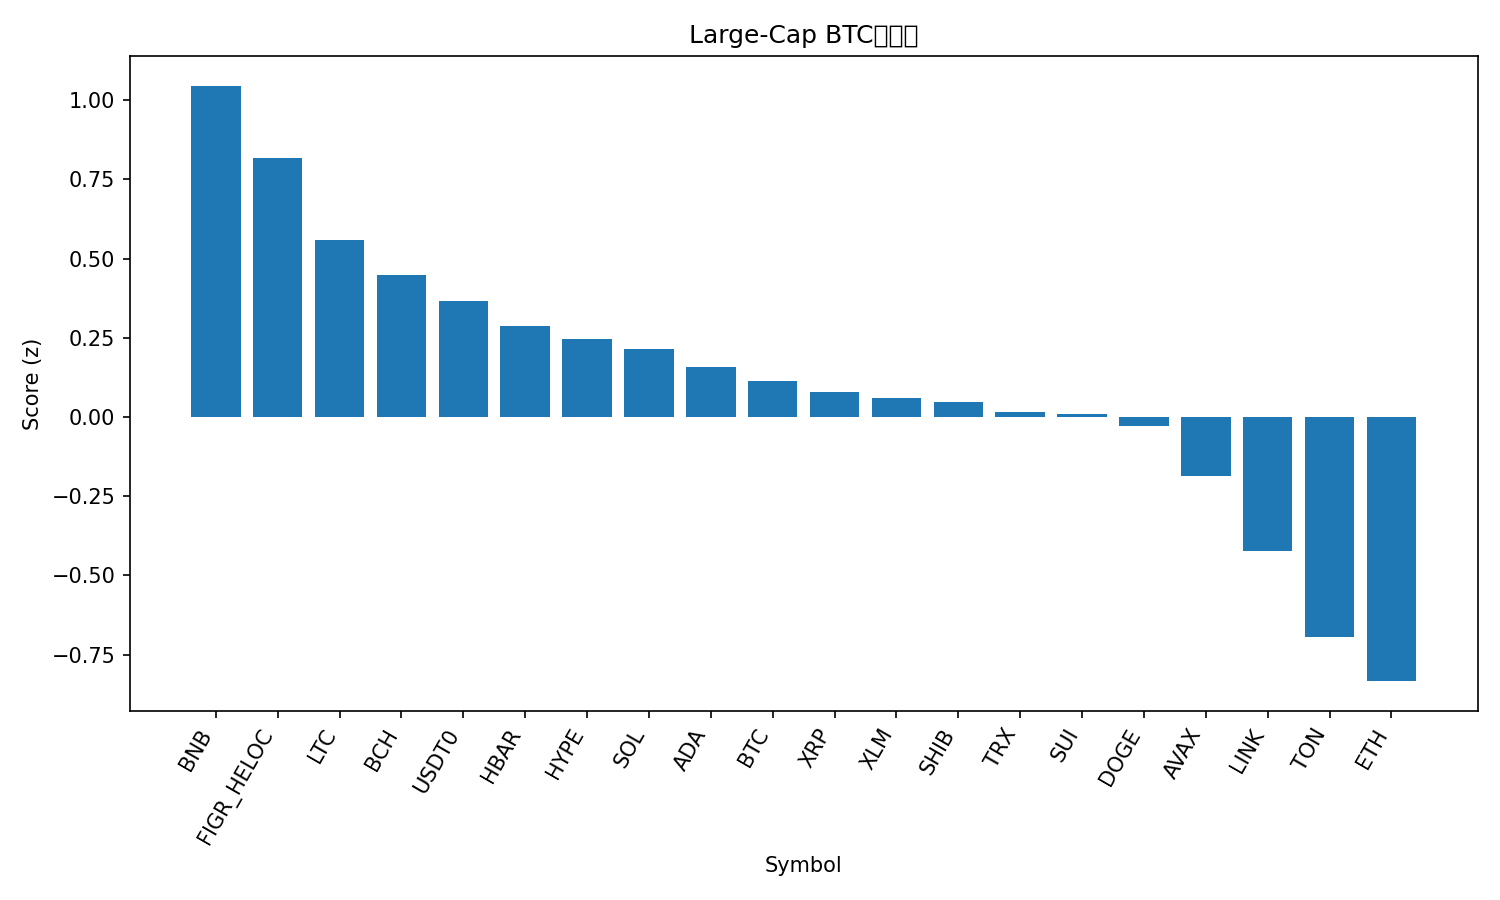 Large-Cap BTC
1.00
0.75
0.50
0.25
0.00
−0.25
−0.50
−0.75
Score (z)
BNB
FIGR_HELOC
LTC
BCH
USDT0
HBAR
HYPE
SOL
ADA
BTC
XRP
XLM
SHIB
TRX
SUI
DOGE
AVAX
LINK
TON
ETH
Symbol